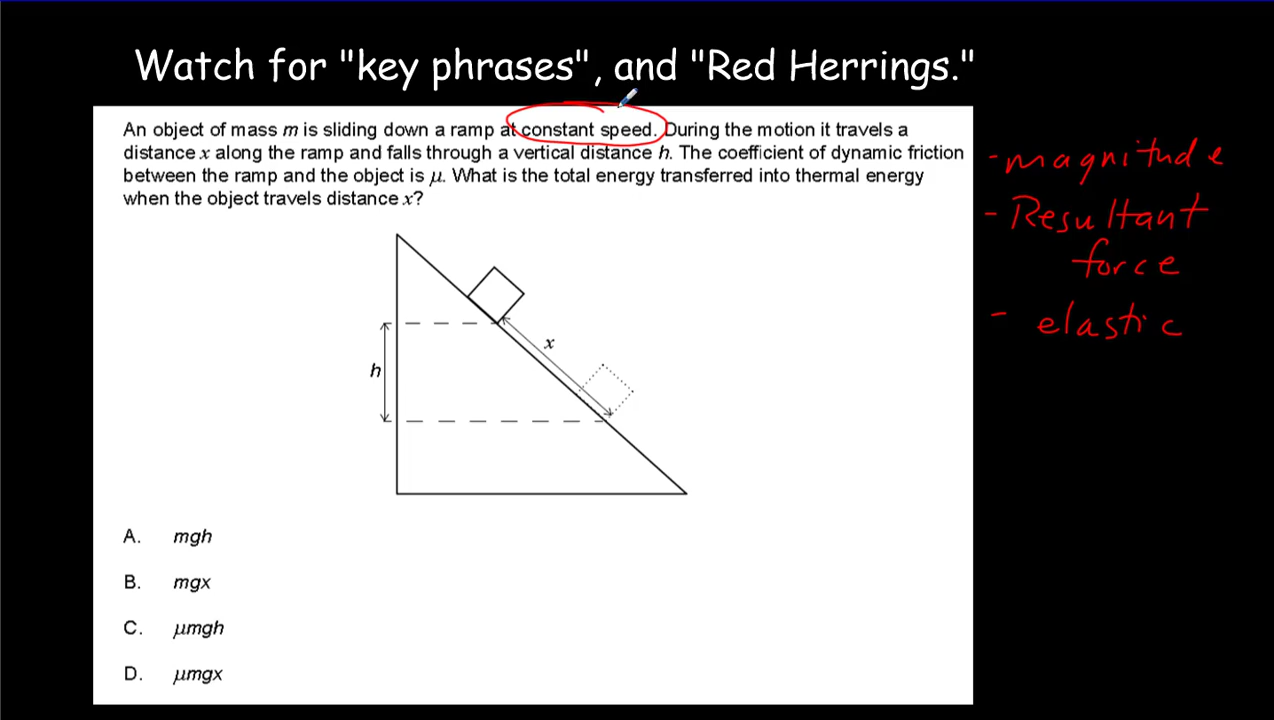 Watch for "key phrases", and "Red Herrings."
An object of mass m is sliding down a ramp at constant speed. During the motion it travels a
distance x along the ramp and falls through a vertical distance h. The coefficient of dynamic friction
between the ramp and the object is μ. What is the total energy transferred into thermal energy
when the object travels distance x?
- magnitude
- Resultant
force
- elastic
x
h
A. mgh
B. mgx
C. μmgh
D. μmgx